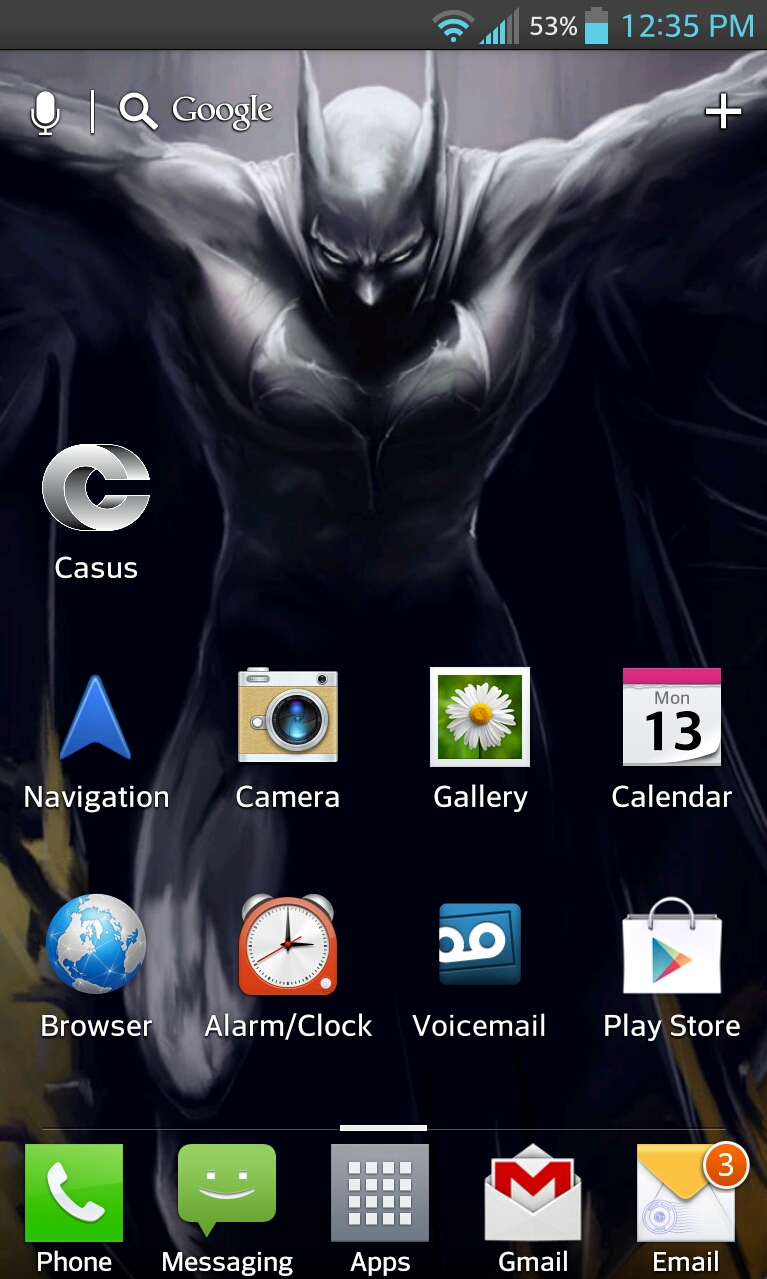 53% 12:35 PM
Google
Casus
Mon
13
Navigation Camera Gallery Calendar
Browser Alarm/Clock Voicemail Play Store
3
Phone Messaging Apps Gmail Email